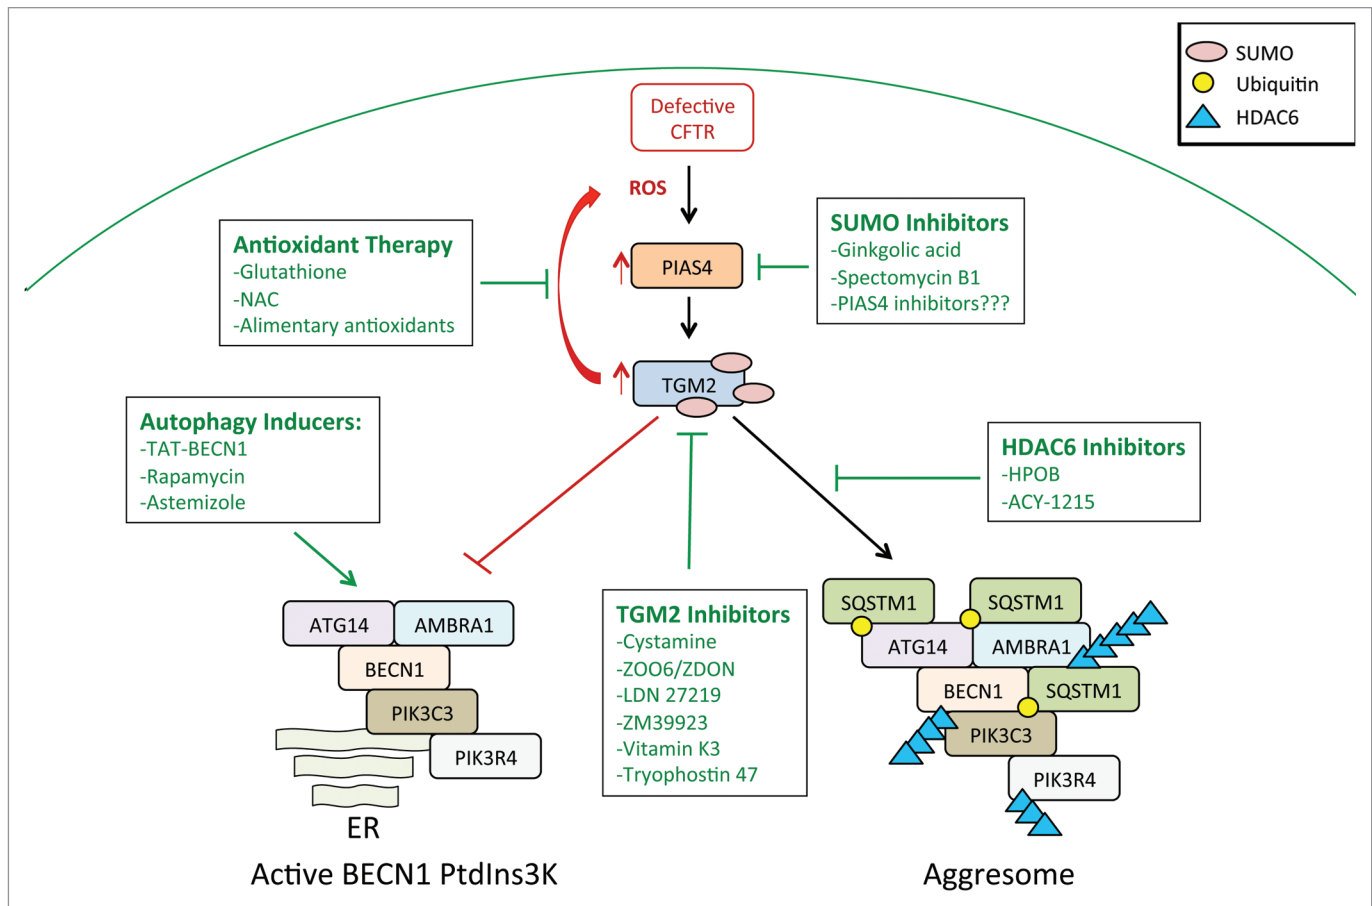 SUMO
Ubiquitin
HDAC6
Defective
CFTR
ROS
Antioxidant Therapy
-Glutathione
-NAC
-Alimentary antioxidants
PIAS4
SUMO Inhibitors
-Ginkgolic acid
-Spectomycin B1
-PIAS4 inhibitors???
TGM2
Autophagy Inducers:
-TAT-BECN1
-Rapamycin
-Astemizole
HDAC6 Inhibitors
-HPOB
-ACY-1215
ATG14
AMBRA1
BECN1
PIK3C3
PIK3R4
ER
Active BECN1 PtdIns3K
TGM2 Inhibitors
-Cystamine
-ZOO6/ZDON
-LDN 27219
-ZM39923
-Vitamin K3
-Tryophostin 47
SQSTM1
SQSTM1
ATG14
AMBRA1
BECN1
SQSTM1
PIK3C3
PIK3R4
Aggresome